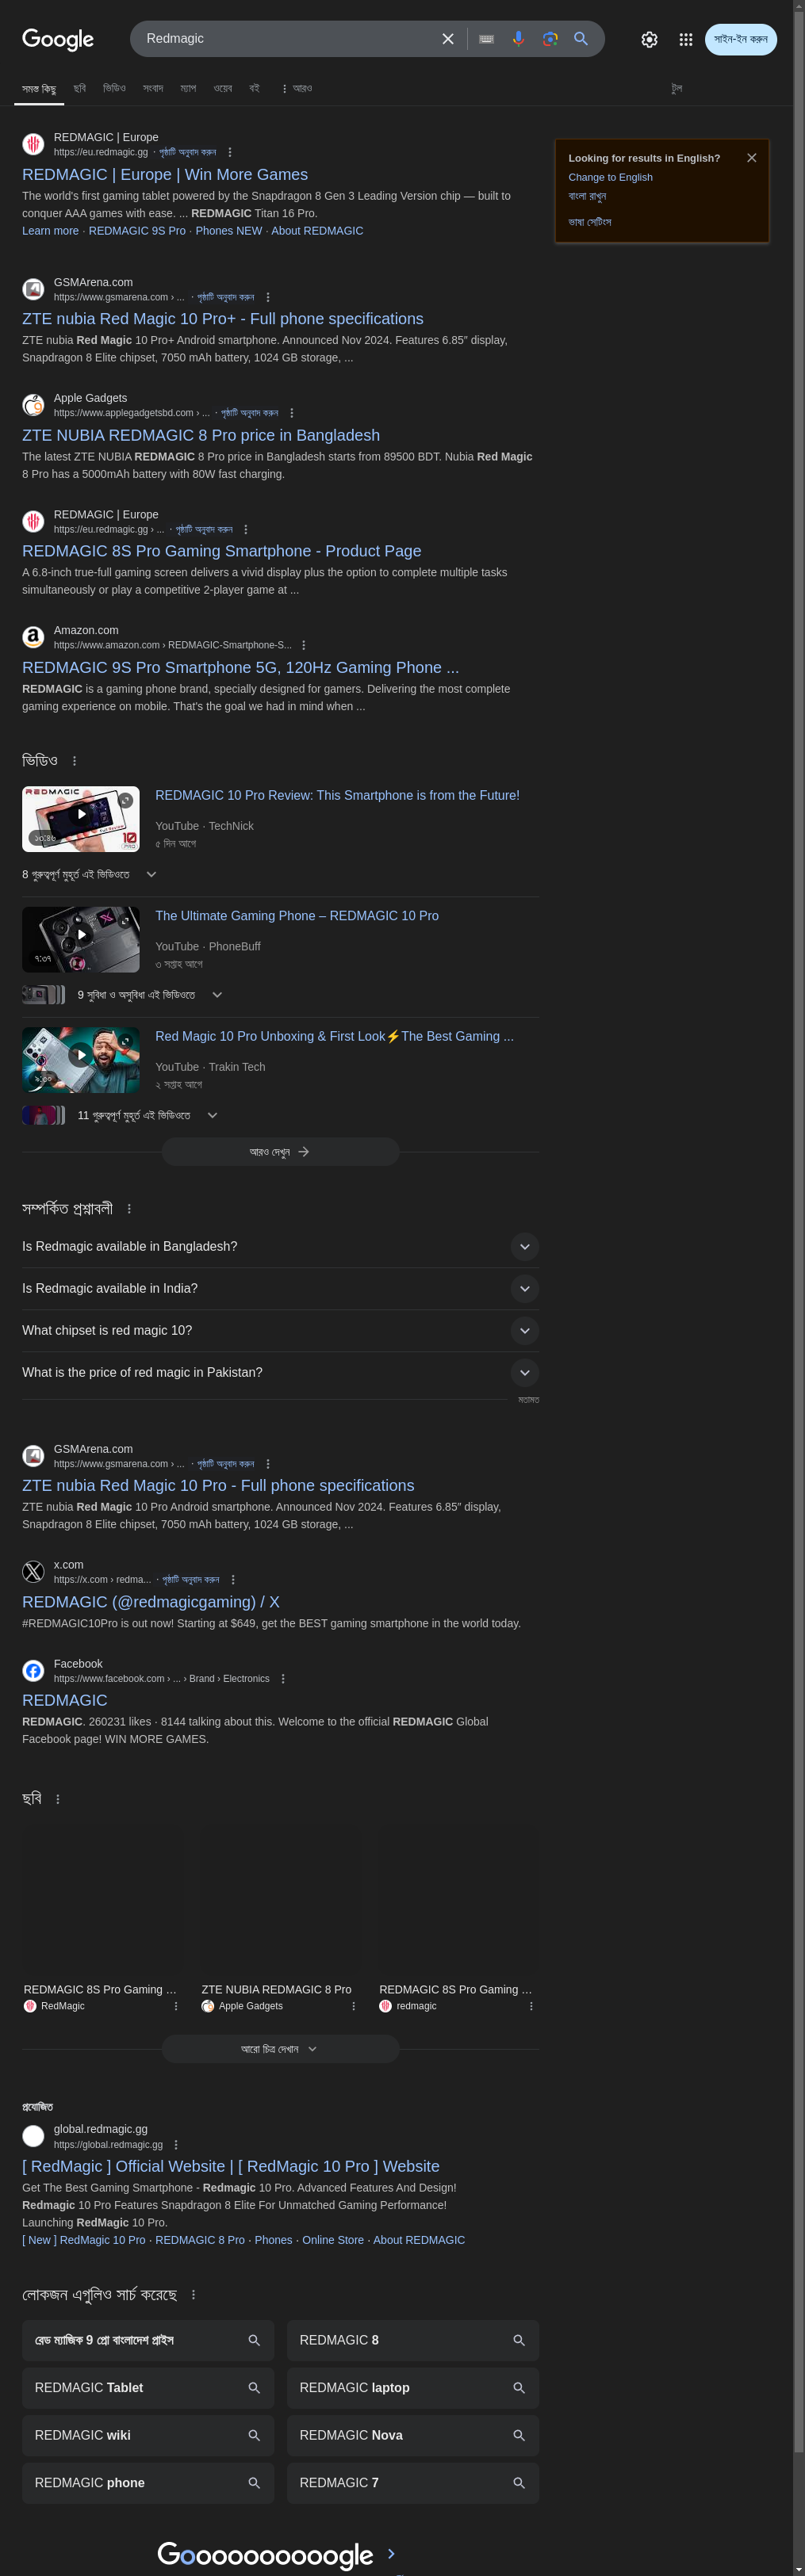 Google
Redmagic
সাইন-ইন করুন
সমস্ত কিছু ছবি ভিডিও সংবাদ ম্যাপ ওয়েব বই আরও টুল
REDMAGIC | Europe
https://eu.redmagic.gg · পৃষ্ঠাটি অনুবাদ করুন
REDMAGIC | Europe | Win More Games
The world's first gaming tablet powered by the Snapdragon 8 Gen 3 Leading Version chip — built to
conquer AAA games with ease. ... REDMAGIC Titan 16 Pro.
Learn more · REDMAGIC 9S Pro · Phones NEW · About REDMAGIC
Looking for results in English?
Change to English
বাংলা রাখুন
ভাষা সেটিংস
GSMArena.com
https://www.gsmarena.com › ... · পৃষ্ঠাটি অনুবাদ করুন
ZTE nubia Red Magic 10 Pro+ - Full phone specifications
ZTE nubia Red Magic 10 Pro+ Android smartphone. Announced Nov 2024. Features 6.85″ display,
Snapdragon 8 Elite chipset, 7050 mAh battery, 1024 GB storage, ...
Apple Gadgets
https://www.applegadgetsbd.com › ... · পৃষ্ঠাটি অনুবাদ করুন
ZTE NUBIA REDMAGIC 8 Pro price in Bangladesh
The latest ZTE NUBIA REDMAGIC 8 Pro price in Bangladesh starts from 89500 BDT. Nubia Red Magic
8 Pro has a 5000mAh battery with 80W fast charging.
REDMAGIC | Europe
https://eu.redmagic.gg › ... · পৃষ্ঠাটি অনুবাদ করুন
REDMAGIC 8S Pro Gaming Smartphone - Product Page
A 6.8-inch true-full gaming screen delivers a vivid display plus the option to complete multiple tasks
simultaneously or play a competitive 2-player game at ...
Amazon.com
https://www.amazon.com › REDMAGIC-Smartphone-S...
REDMAGIC 9S Pro Smartphone 5G, 120Hz Gaming Phone ...
REDMAGIC is a gaming phone brand, specially designed for gamers. Delivering the most complete
gaming experience on mobile. That's the goal we had in mind when ...
ভিডিও
REDMAGIC
10
PRO
১০:৪৬
REDMAGIC 10 Pro Review: This Smartphone is from the Future!
YouTube · TechNick
৫ দিন আগে
8 গুরুত্বপূর্ণ মুহূর্ত এই ভিডিওতে
৭:৩৭
The Ultimate Gaming Phone – REDMAGIC 10 Pro
YouTube · PhoneBuff
৩ সপ্তাহ আগে
9 সুবিধা ও অসুবিধা এই ভিডিওতে
৯:৩০
Red Magic 10 Pro Unboxing & First Look⚡The Best Gaming ...
YouTube · Trakin Tech
২ সপ্তাহ আগে
11 গুরুত্বপূর্ণ মুহূর্ত এই ভিডিওতে
আরও দেখুন
সম্পর্কিত প্রশ্নাবলী
Is Redmagic available in Bangladesh?
Is Redmagic available in India?
What chipset is red magic 10?
What is the price of red magic in Pakistan?
মতামত
GSMArena.com
https://www.gsmarena.com › ... · পৃষ্ঠাটি অনুবাদ করুন
ZTE nubia Red Magic 10 Pro - Full phone specifications
ZTE nubia Red Magic 10 Pro Android smartphone. Announced Nov 2024. Features 6.85″ display,
Snapdragon 8 Elite chipset, 7050 mAh battery, 1024 GB storage, ...
x.com
https://x.com › redma... · পৃষ্ঠাটি অনুবাদ করুন
REDMAGIC (@redmagicgaming) / X
#REDMAGIC10Pro is out now! Starting at $649, get the BEST gaming smartphone in the world today.
Facebook
https://www.facebook.com › ... › Brand › Electronics
REDMAGIC
REDMAGIC. 260231 likes · 8144 talking about this. Welcome to the official REDMAGIC Global
Facebook page! WIN MORE GAMES.
ছবি
REDMAGIC 8S Pro Gaming ... ZTE NUBIA REDMAGIC 8 Pro REDMAGIC 8S Pro Gaming ...
RedMagic Apple Gadgets redmagic
আরো চিত্র দেখান
প্রযোজিত
global.redmagic.gg
https://global.redmagic.gg
[ RedMagic ] Official Website | [ RedMagic 10 Pro ] Website
Get The Best Gaming Smartphone - Redmagic 10 Pro. Advanced Features And Design!
Redmagic 10 Pro Features Snapdragon 8 Elite For Unmatched Gaming Performance!
Launching RedMagic 10 Pro.
[ New ] RedMagic 10 Pro · REDMAGIC 8 Pro · Phones · Online Store · About REDMAGIC
লোকজন এগুলিও সার্চ করেছে
রেড ম্যাজিক 9 প্রো বাংলাদেশ প্রাইস REDMAGIC 8
REDMAGIC Tablet REDMAGIC laptop
REDMAGIC wiki REDMAGIC Nova
REDMAGIC phone REDMAGIC 7
Goooooooooogle